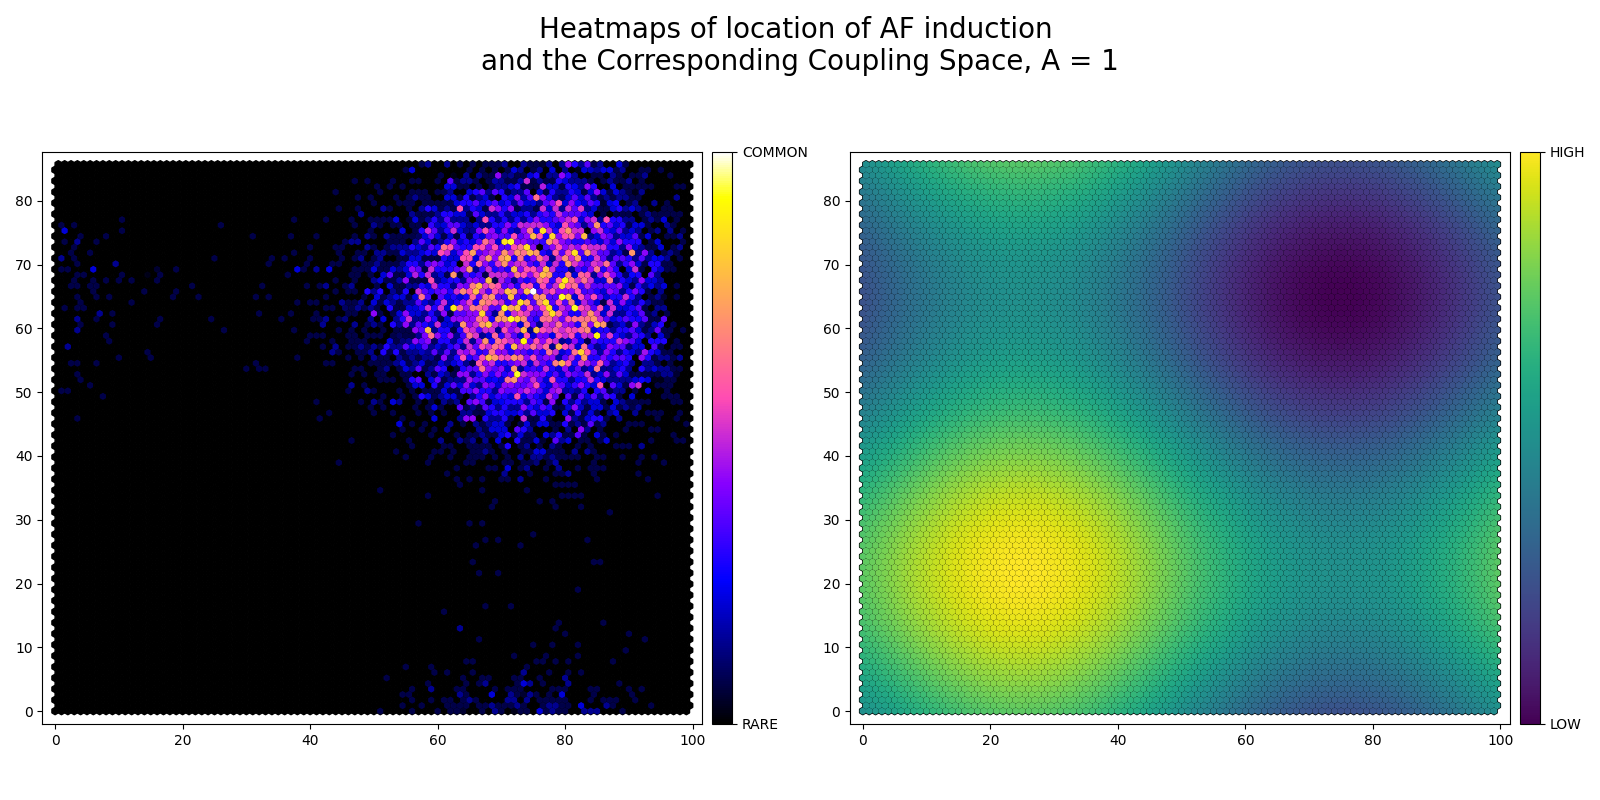 Heatmaps of location of AF induction
and the Corresponding Coupling Space, A = 1
COMMON
RARE
80
70
60
50
40
30
20
10
0
0 20 40 60 80 100
HIGH
LOW
80
70
60
50
40
30
20
10
0
0 20 40 60 80 100